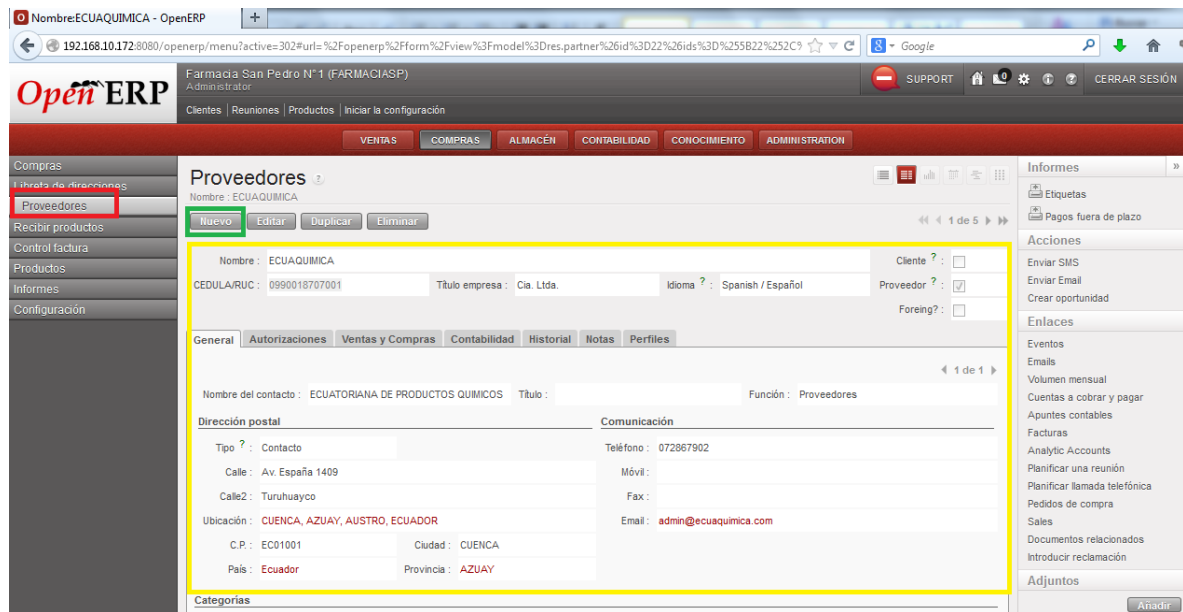 Nombre:ECUAQUIMICA - OpenERP
192.168.10.172:8080/openerp/menu?active=302#url=%2Fopenerp%2Fform%2Fview%3Fmodel%3Dres.partner%26id%3D22%26ids%3D%255B22%252C9
Google
Open ERP
Farmacia San Pedro N°1 (FARMACIASP)
Administrator
Clientes | Reuniones | Productos | Iniciar la configuración
SUPPORT
0
CERRAR SESIÓN
VENTAS COMPRAS ALMACÉN CONTABILIDAD CONOCIMIENTO ADMINISTRATION
Compras
Libreta de direcciones
Proveedores
Recibir productos
Control factura
Productos
Informes
Configuración
Proveedores ?
Nombre : ECUAQUIMICA
Nuevo Editar Duplicar Eliminar 1 de 5
Nombre : ECUAQUIMICA Cliente ? :
CEDULA/RUC : 0990018707001 Título empresa : Cia. Ltda. Idioma ? : Spanish / Español Proveedor ? :
Foreing? :
General Autorizaciones Ventas y Compras Contabilidad Historial Notas Perfiles
1 de 1
Nombre del contacto : ECUATORIANA DE PRODUCTOS QUIMICOS Título : Función : Proveedores
Dirección postal
Tipo ? : Contacto
Calle : Av. España 1409
Calle2 : Turuhuayco
Ubicación : CUENCA, AZUAY, AUSTRO, ECUADOR
C.P. : EC01001 Ciudad : CUENCA
País : Ecuador Provincia : AZUAY
Comunicación
Teléfono : 072867902
Móvil :
Fax :
Email : admin@ecuaquimica.com
Categorías
Informes »
Etiquetas
Pagos fuera de plazo
Acciones
Enviar SMS
Enviar Email
Crear oportunidad
Enlaces
Eventos
Emails
Volumen mensual
Cuentas a cobrar y pagar
Apuntes contables
Facturas
Analytic Accounts
Planificar una reunión
Planificar llamada telefónica
Pedidos de compra
Sales
Documentos relacionados
Introducir reclamación
Adjuntos
Añadir